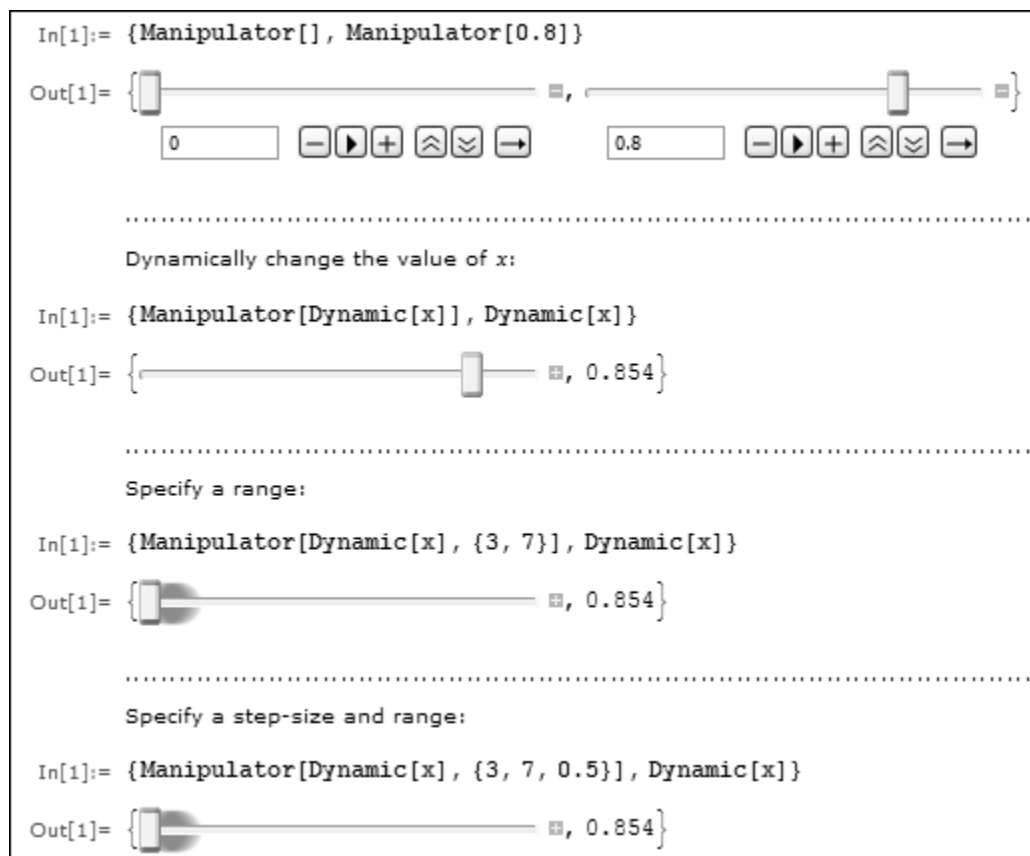 In[1]:= {Manipulator[], Manipulator[0.8]}
Out[1]= { , }
0 0.8
Dynamically change the value of x:
In[1]:= {Manipulator[Dynamic[x]], Dynamic[x]}
Out[1]= { , 0.854}
Specify a range:
In[1]:= {Manipulator[Dynamic[x], {3, 7}], Dynamic[x]}
Out[1]= { , 0.854}
Specify a step-size and range:
In[1]:= {Manipulator[Dynamic[x], {3, 7, 0.5}], Dynamic[x]}
Out[1]= { , 0.854}